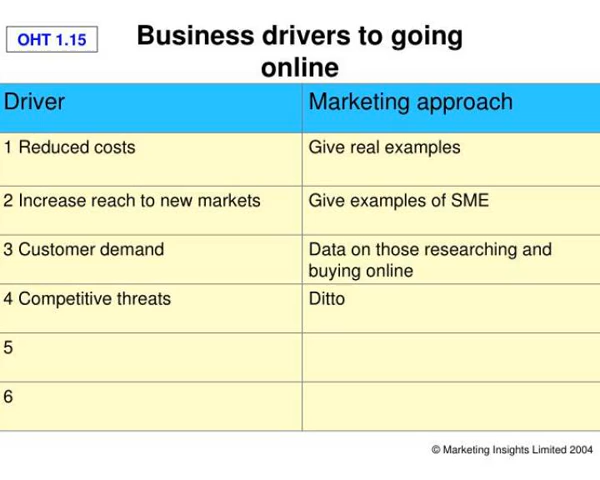 OHT 1.15
Business drivers to going
online
Driver
Marketing approach
1 Reduced costs
Give real examples
2 Increase reach to new markets
Give examples of SME
3 Customer demand
Data on those researching and
buying online
4 Competitive threats
Ditto
5
6
© Marketing Insights Limited 2004